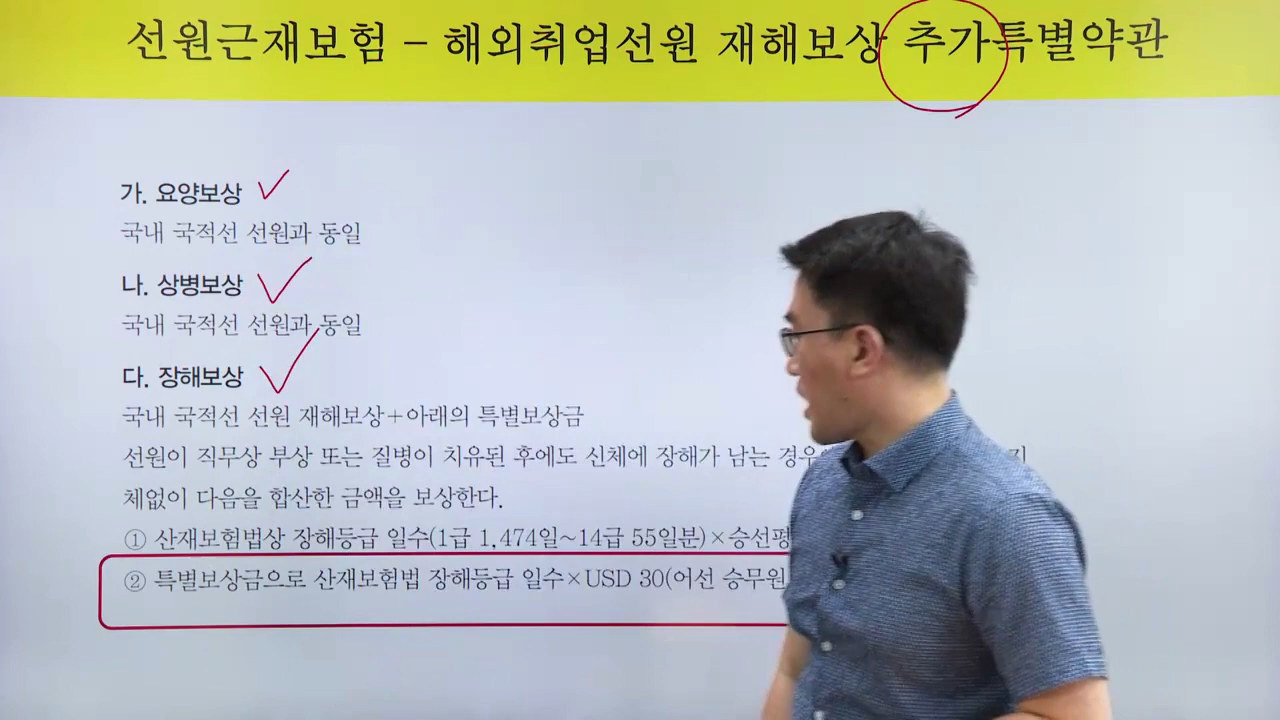 선원근재보험 – 해외취업선원 재해보상 추가특별약관
가. 요양보상
국내 국적선 선원과 동일
나. 상병보상
국내 국적선 선원과 동일
다. 장해보상
국내 국적선 선원 재해보상+아래의 특별보상금
선원이 직무상 부상 또는 질병이 치유된 후에도 신체에 장해가 남는 경우
체없이 다음을 합산한 금액을 보상한다.
① 산재보험법상 장해등급 일수(1급 1,474일~14급 55일분)×승선평
② 특별보상금으로 산재보험법 장해등급 일수×USD 30(어선 승무원